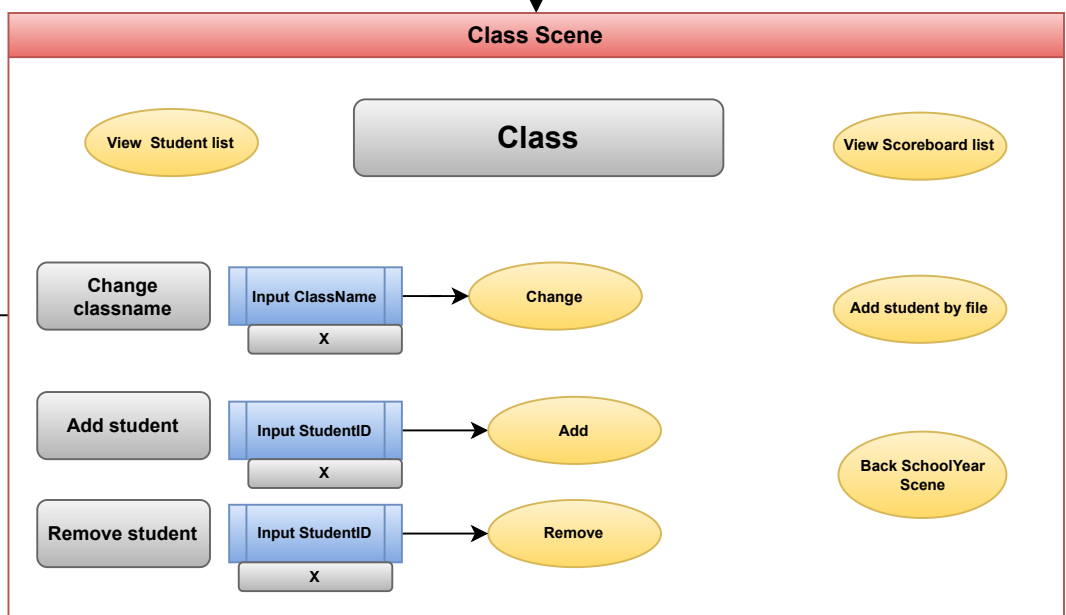 Class Scene
View Student list
Class
View Scoreboard list
Change
classname
Input ClassName
X
Change
Add student by file
Add student
Input StudentID
X
Add
Back SchoolYear
Scene
Remove student
Input StudentID
X
Remove